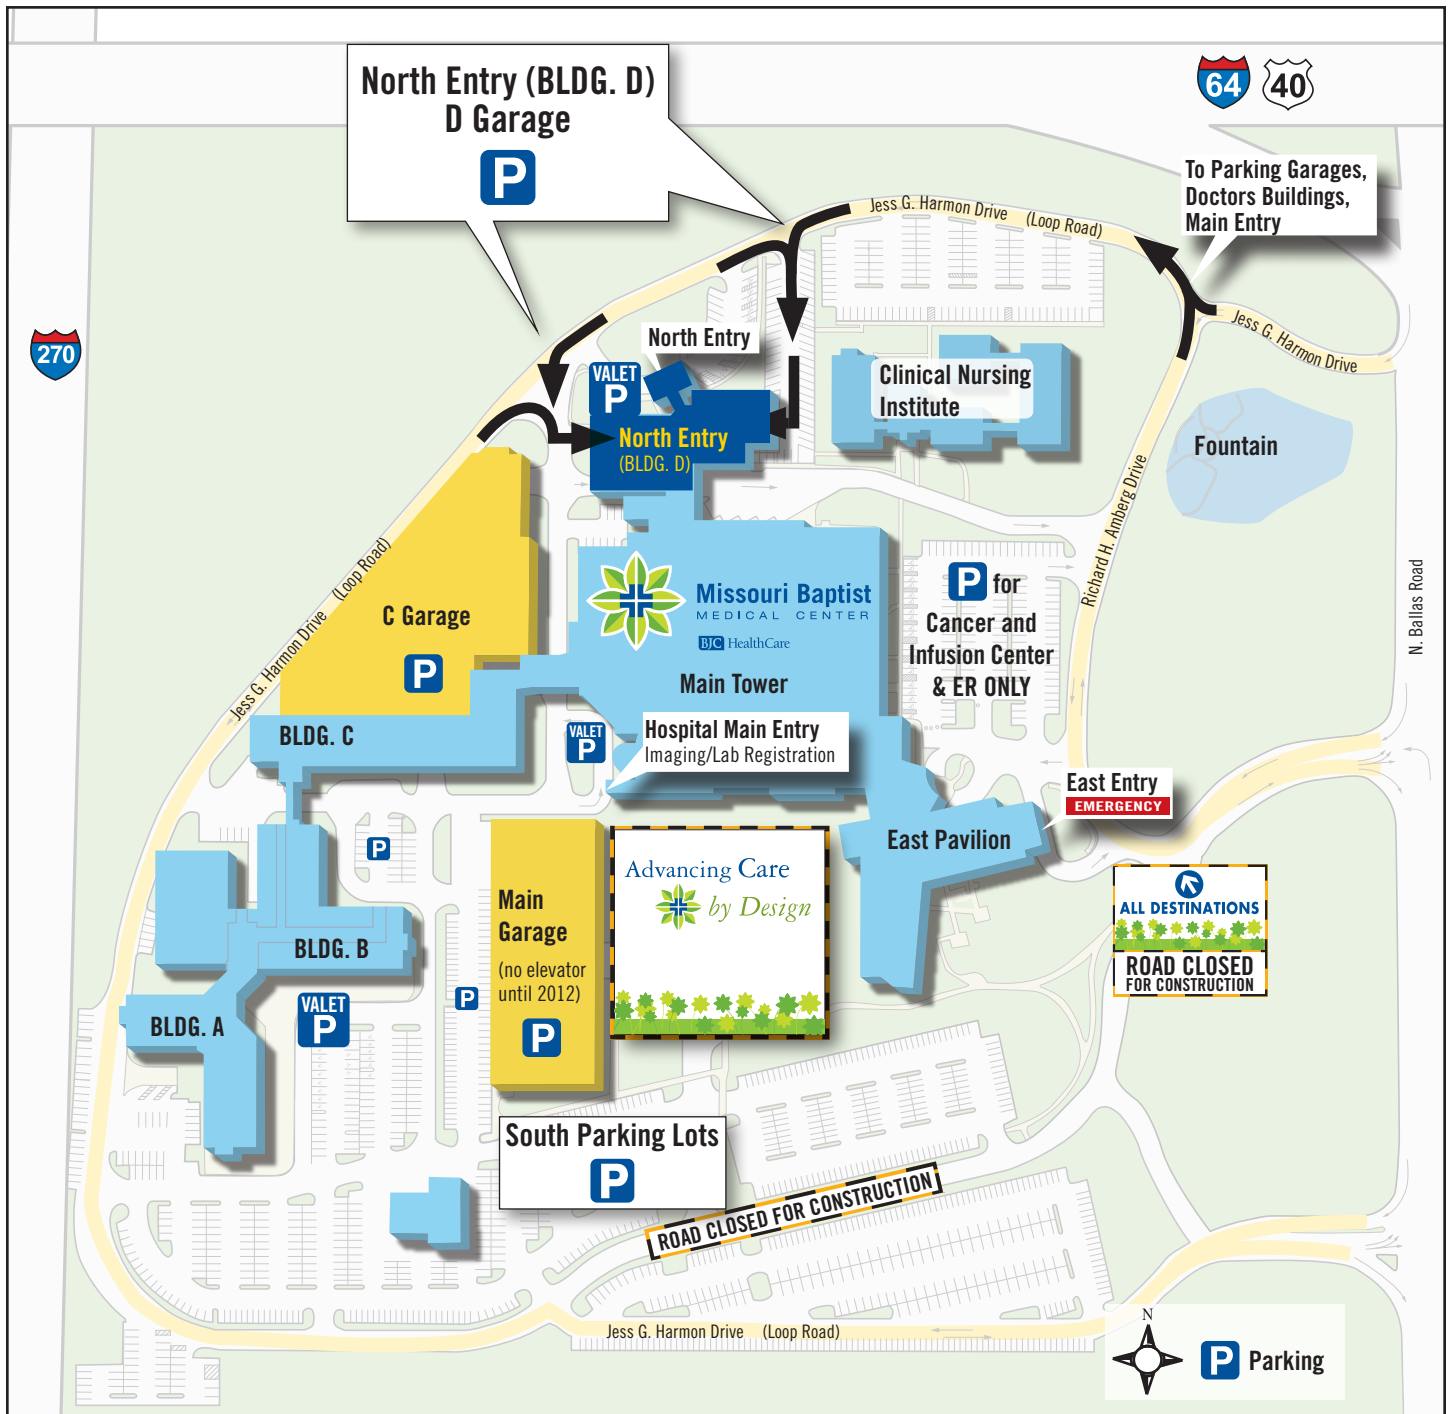 North Entry (BLDG. D)
D Garage
P
64
40
To Parking Garages,
Doctors Buildings,
Main Entry
Jess G. Harmon Drive (Loop Road)
Jess G. Harmon Drive
270
North Entry
VALET
P
North Entry
(BLDG. D)
Clinical Nursing
Institute
Fountain
Richard H. Amberg Drive
N. Ballas Road
Jess G. Harmon Drive (Loop Road)
C Garage
P
Missouri Baptist
MEDICAL CENTER
BJC HealthCare
Main Tower
P for
Cancer and
Infusion Center
& ER ONLY
BLDG. C
VALET
P
Hospital Main Entry
Imaging/Lab Registration
East Entry
EMERGENCY
East Pavilion
P
Main
Garage
(no elevator
until 2012)
P
Advancing Care
by Design
ALL DESTINATIONS
ROAD CLOSED
FOR CONSTRUCTION
BLDG. B
P
BLDG. A
VALET
P
South Parking Lots
P
ROAD CLOSED FOR CONSTRUCTION
Jess G. Harmon Drive (Loop Road)
N
P Parking